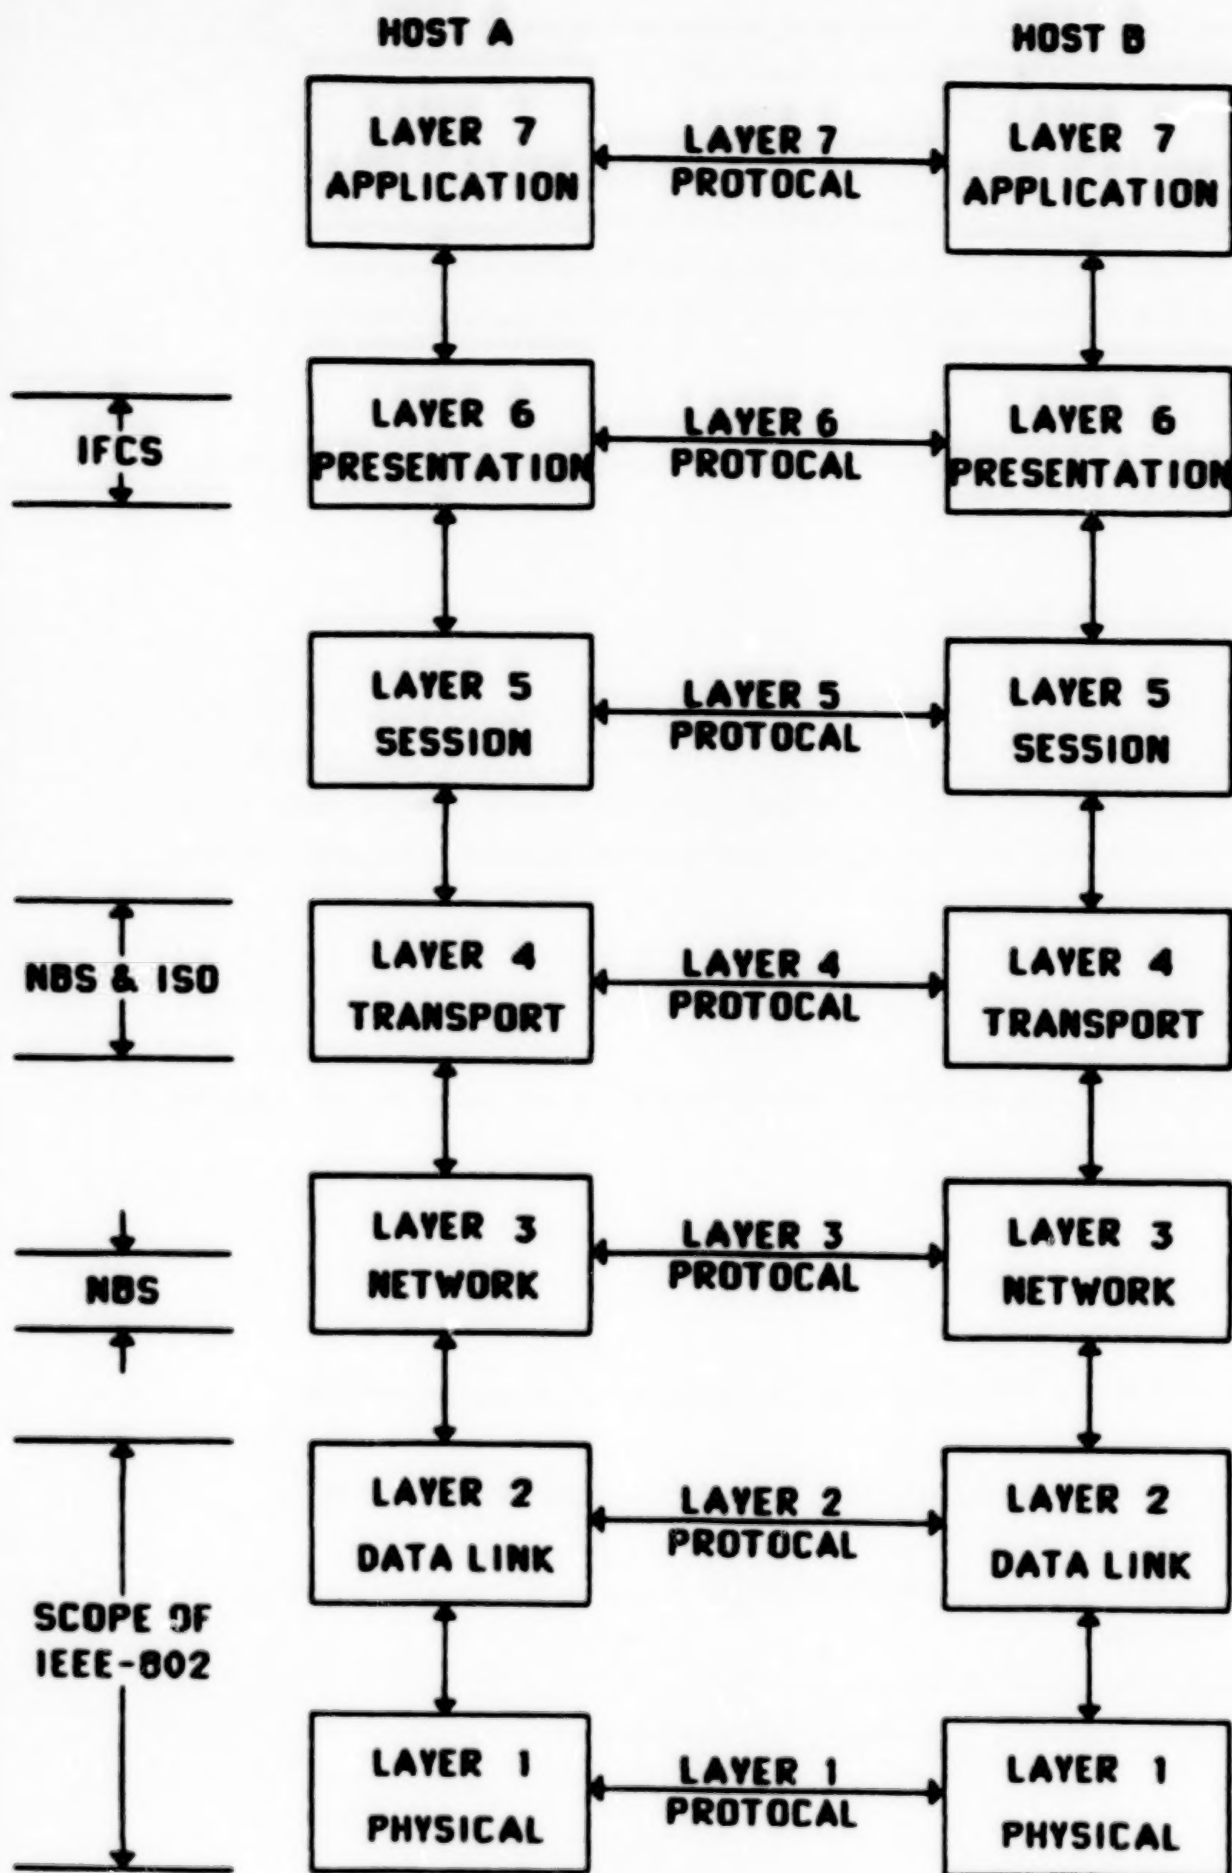 HOST A
HOST B
LAYER 7
APPLICATION
LAYER 7
PROTOCAL
LAYER 7
APPLICATION
IFCS
LAYER 6
PRESENTATION
LAYER 6
PROTOCAL
LAYER 6
PRESENTATION
LAYER 5
SESSION
LAYER 5
PROTOCAL
LAYER 5
SESSION
NBS & ISO
LAYER 4
TRANSPORT
LAYER 4
PROTOCAL
LAYER 4
TRANSPORT
NBS
LAYER 3
NETWORK
LAYER 3
PROTOCAL
LAYER 3
NETWORK
SCOPE OF
IEEE-802
LAYER 2
DATA LINK
LAYER 2
PROTOCAL
LAYER 2
DATA LINK
LAYER 1
PHYSICAL
LAYER 1
PROTOCAL
LAYER 1
PHYSICAL